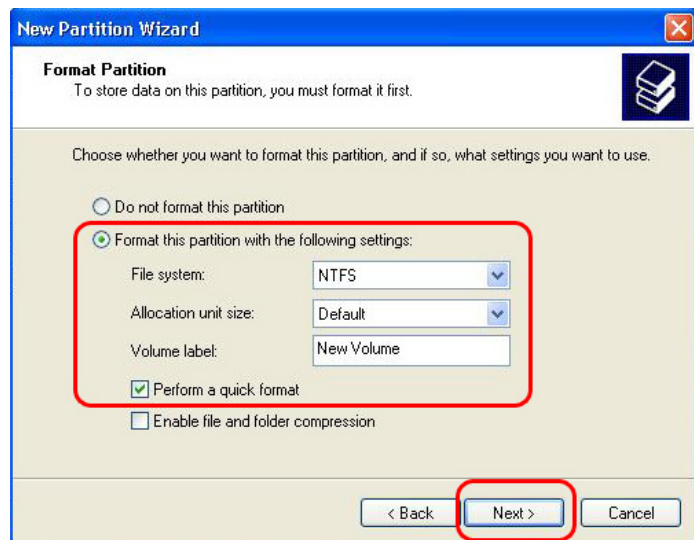 New Partition Wizard
Format Partition
To store data on this partition, you must format it first.
Choose whether you want to format this partition, and if so, what settings you want to use.
Do not format this partition
Format this partition with the following settings:
File system: NTFS
Allocation unit size: Default
Volume label: New Volume
Perform a quick format
Enable file and folder compression
< Back Next > Cancel